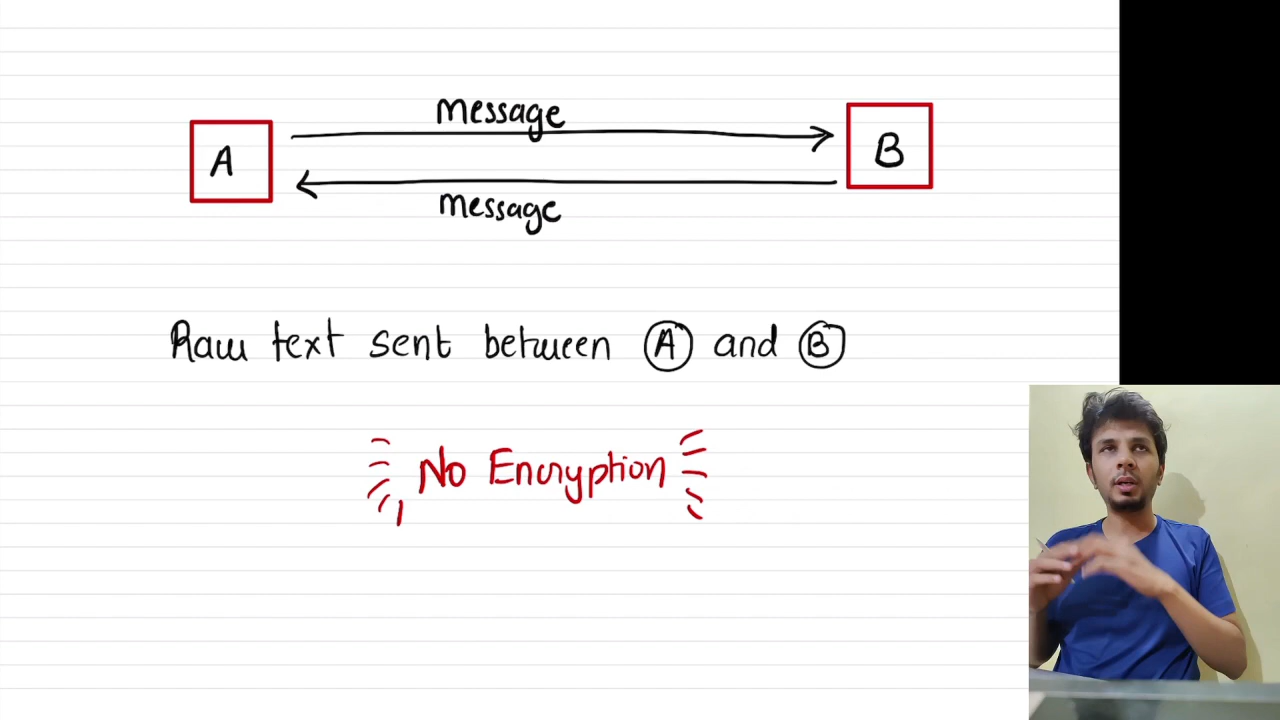 Message
A
B
Message
Raw text sent between A and B
No Encryption